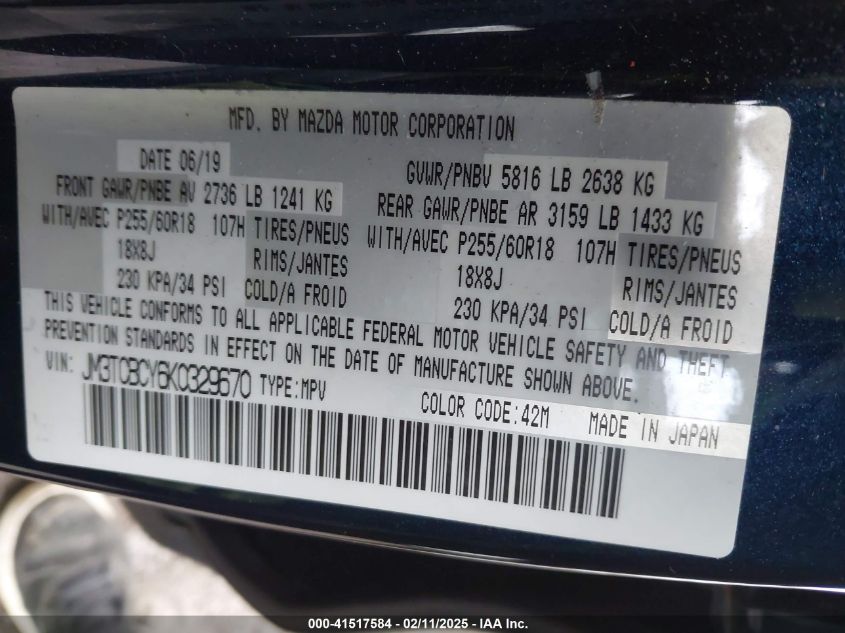 MFD. BY MAZDA MOTOR CORPORATION
DATE 06/19 GVWR/PNBV 5816 LB 2638 KG
FRONT GAWR/PNBE AV 2736 LB 1241 KG REAR GAWR/PNBE AR 3159 LB 1433 KG
WITH/AVEC P255/60R18 107H TIRES/PNEUS WITH/AVEC P255/60R18 107H TIRES/PNEUS
18X8J RIMS/JANTES 18X8J RIMS/JANTES
230 KPA/34 PSI COLD/A FROID 230 KPA/34 PSI COLD/A FROID
THIS VEHICLE CONFORMS TO ALL APPLICABLE FEDERAL MOTOR VEHICLE SAFETY AND THEFT
PREVENTION STANDARDS IN EFFECT ON THE DATE OF MANUFACTURE SHOWN ABOVE.
VIN: JM3TCBCY6K0329670 TYPE:MPV
COLOR CODE:42M MADE IN JAPAN
000-41517584 — 02/11/2025 — IAA Inc.